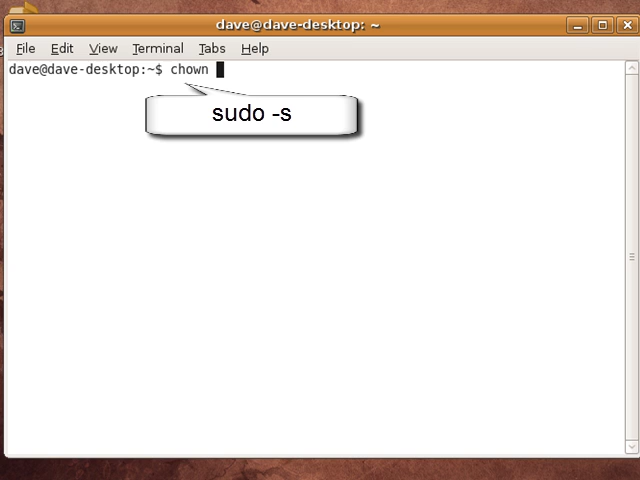 dave@dave-desktop: ~
File Edit View Terminal Tabs Help
dave@dave-desktop:~$ chown
sudo -s